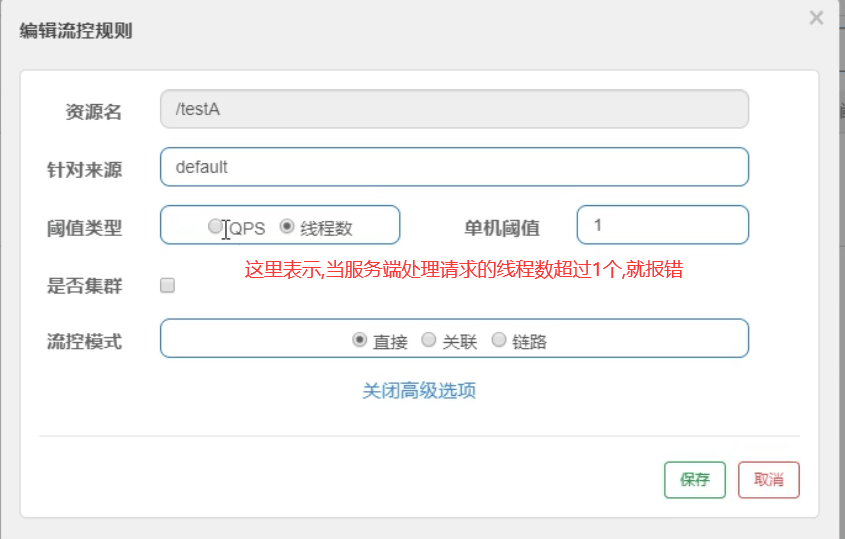 编辑流控规则
×
资源名 /testA
针对来源 default
阈值类型 QPS 线程数 单机阈值 1
这里表示,当服务端处理请求的线程数超过1个,就报错
是否集群
流控模式 直接 关联 链路
关闭高级选项
保存 取消